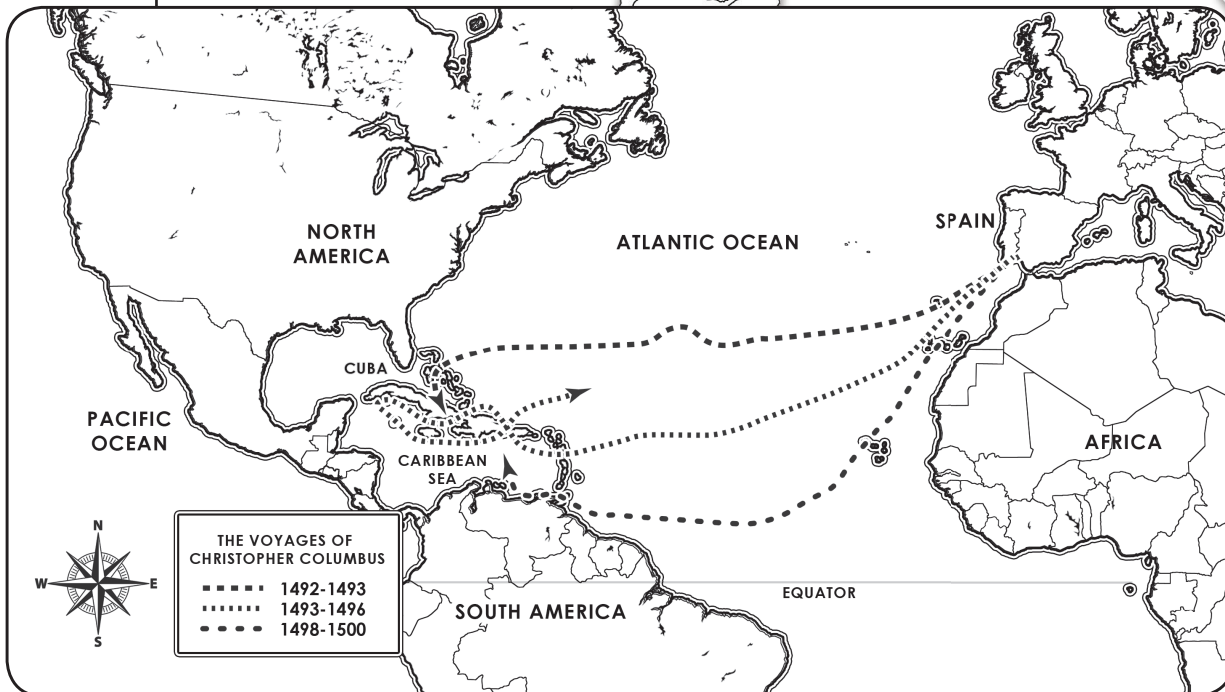 NORTH
AMERICA
ATLANTIC OCEAN
SPAIN
CUBA
PACIFIC
OCEAN
CARIBBEAN
SEA
AFRICA
N
W
E
S
THE VOYAGES OF
CHRISTOPHER COLUMBUS
1492-1493
1493-1496
1498-1500
EQUATOR
SOUTH AMERICA